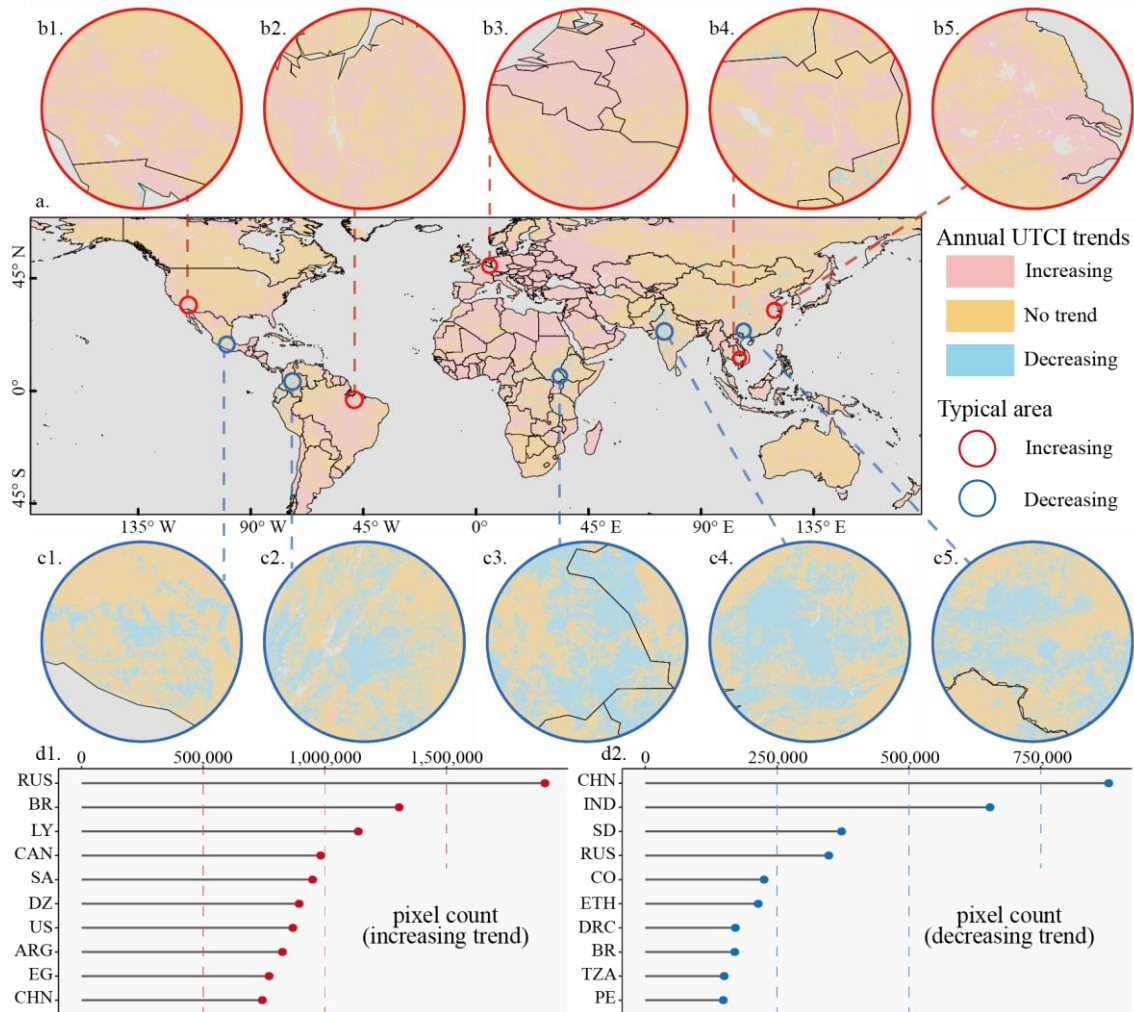 b1.
b2.
b3.
b4.
b5.
a.
45° N
0°
45° S
135° W
90° W
45° W
0°
45° E
90° E
135° E
Annual UTCI trends
Increasing
No trend
Decreasing
Typical area
Increasing
Decreasing
c1.
c2.
c3.
c4.
c5.
d1.
0
500,000
1,000,000
1,500,000
RUS
BR
LY
CAN
SA
DZ
US
ARG
EG
CHN
pixel count
(increasing trend)
d2.
0
250,000
500,000
750,000
CHN
IND
SD
RUS
CO
ETH
DRC
BR
TZA
PE
pixel count
(decreasing trend)